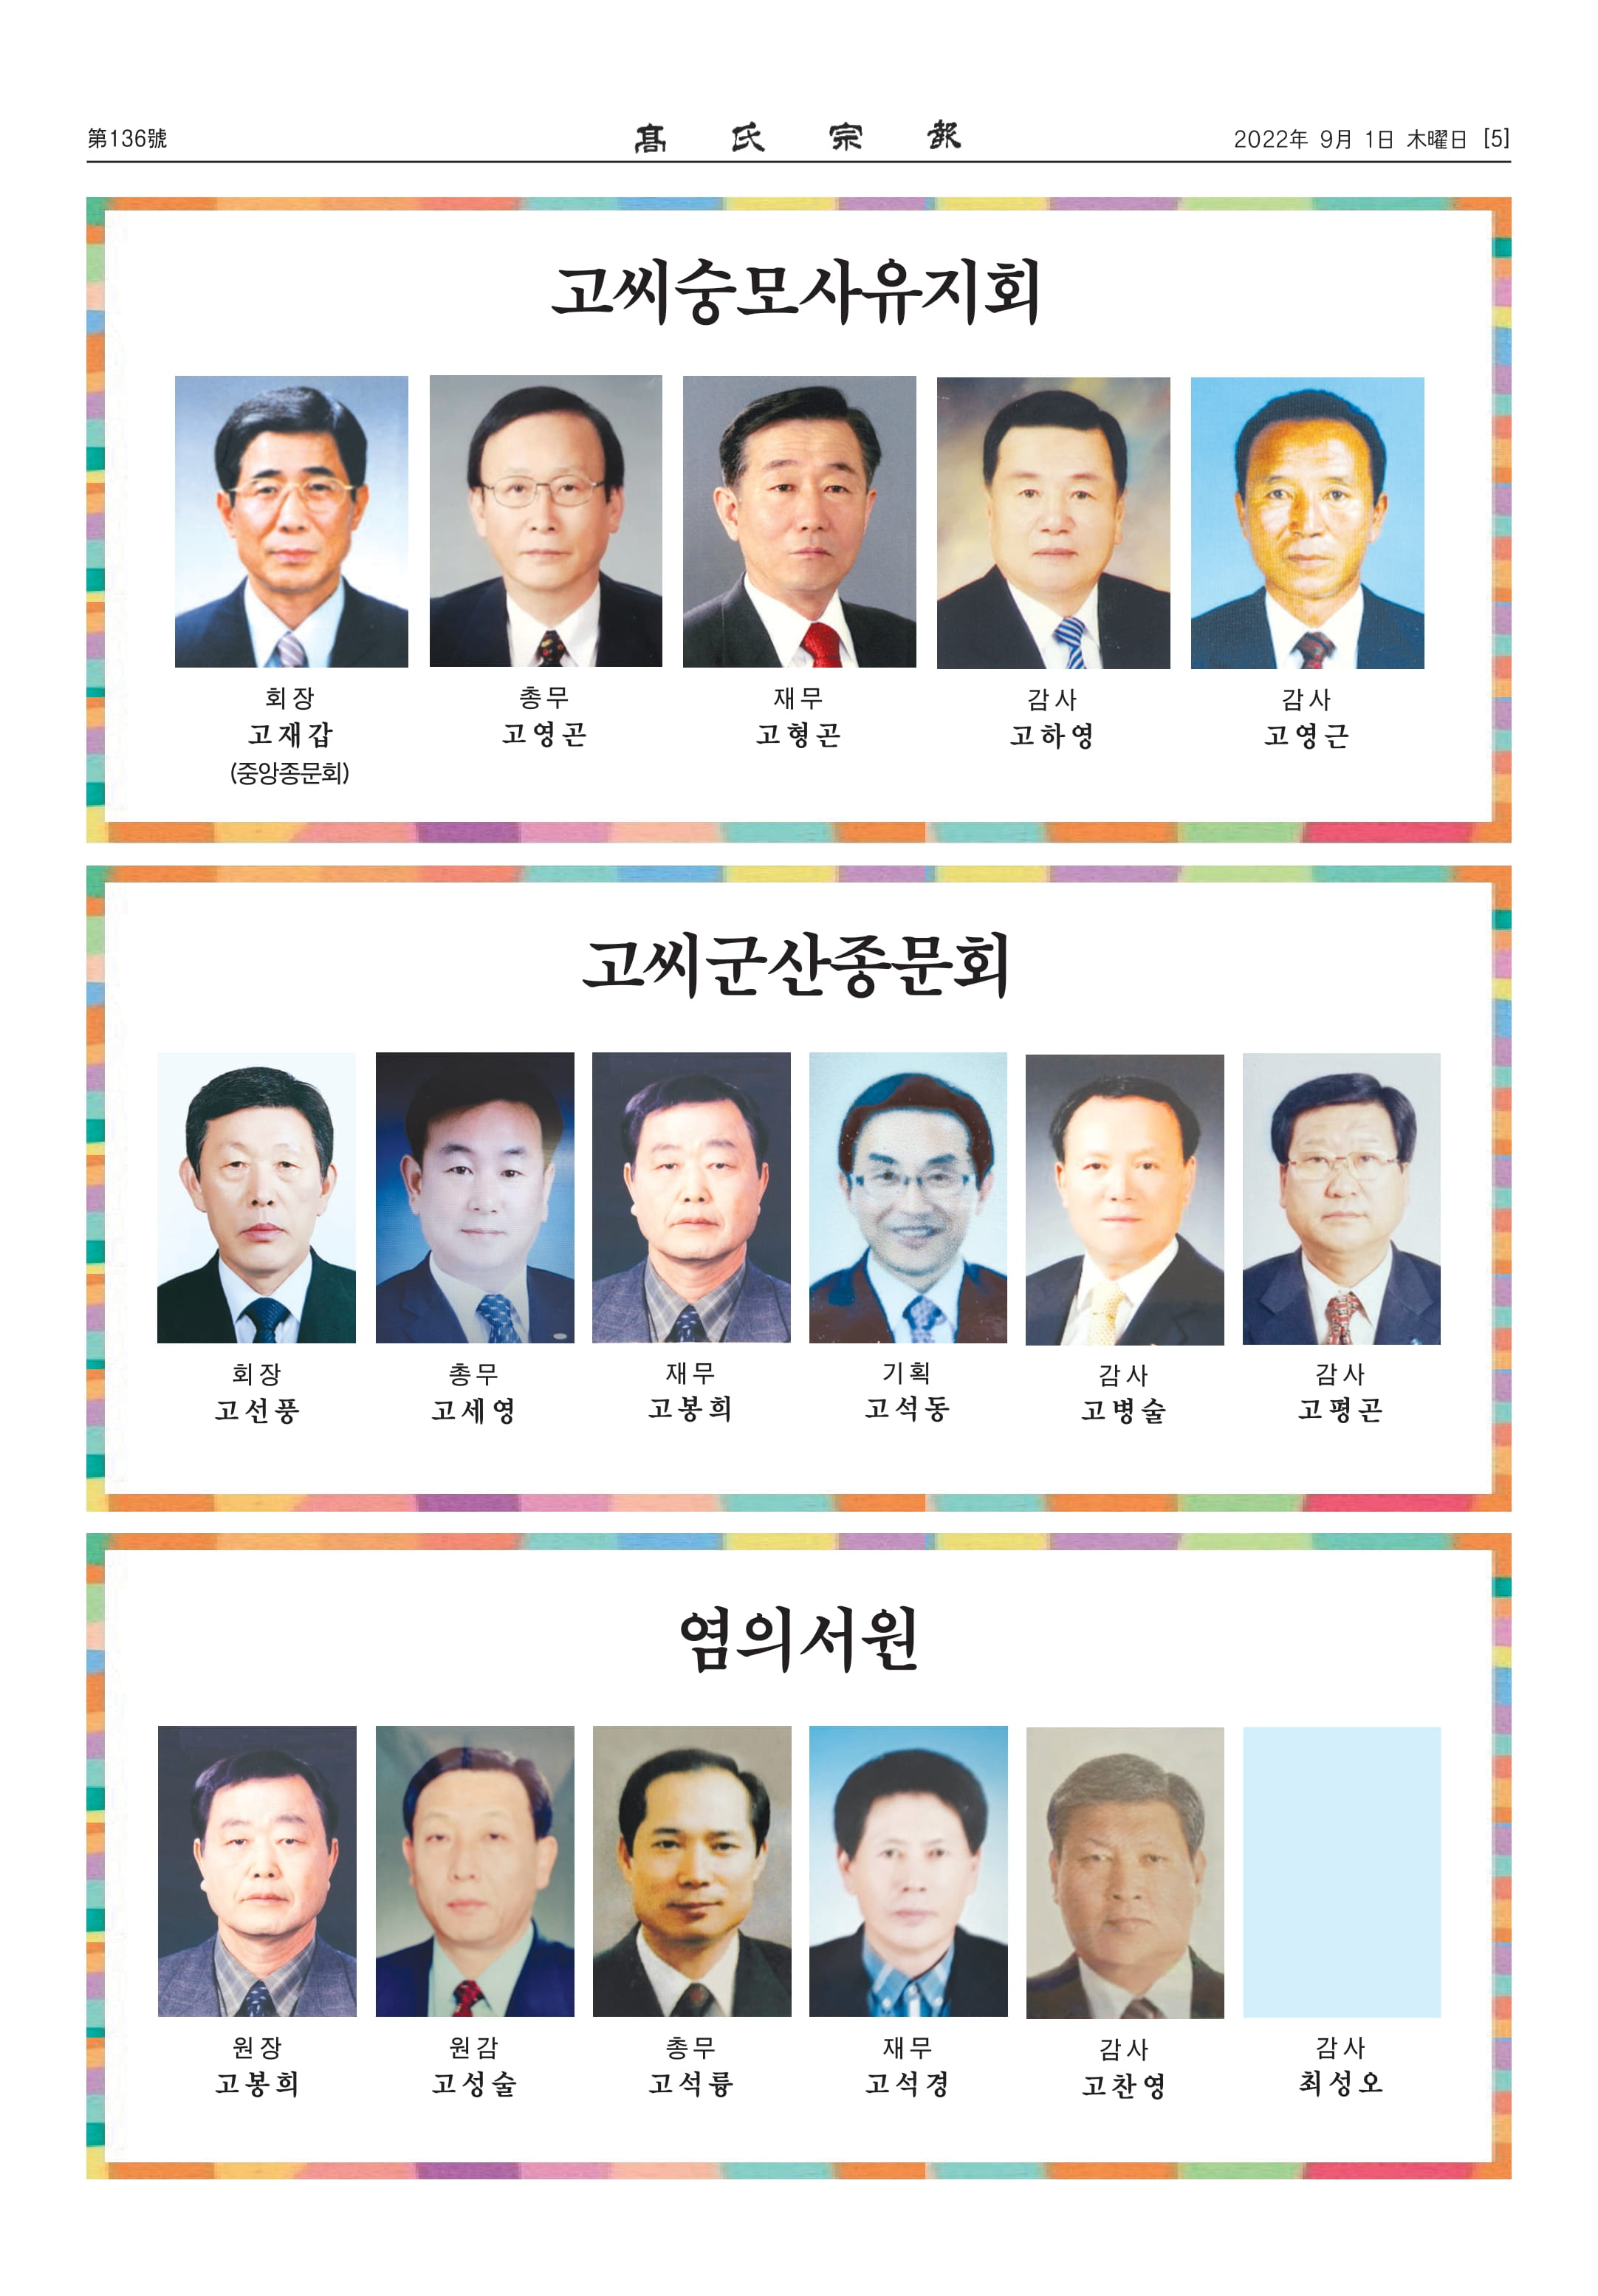 第136號
髙氏宗報
2022年 9月 1日 木曜日 [5]
고씨숭모사유지회
회장 총무 재무 감사 감사
고재갑 고영곤 고형곤 고하영 고영근
(중앙종문회)
고씨군산종문회
회장 총무 재무 기획 감사 감사
고선풍 고세영 고봉희 고석동 고병술 고평곤
염의서원
원장 원감 총무 재무 감사 감사
고봉희 고성술 고석륭 고석경 고찬영 최성오